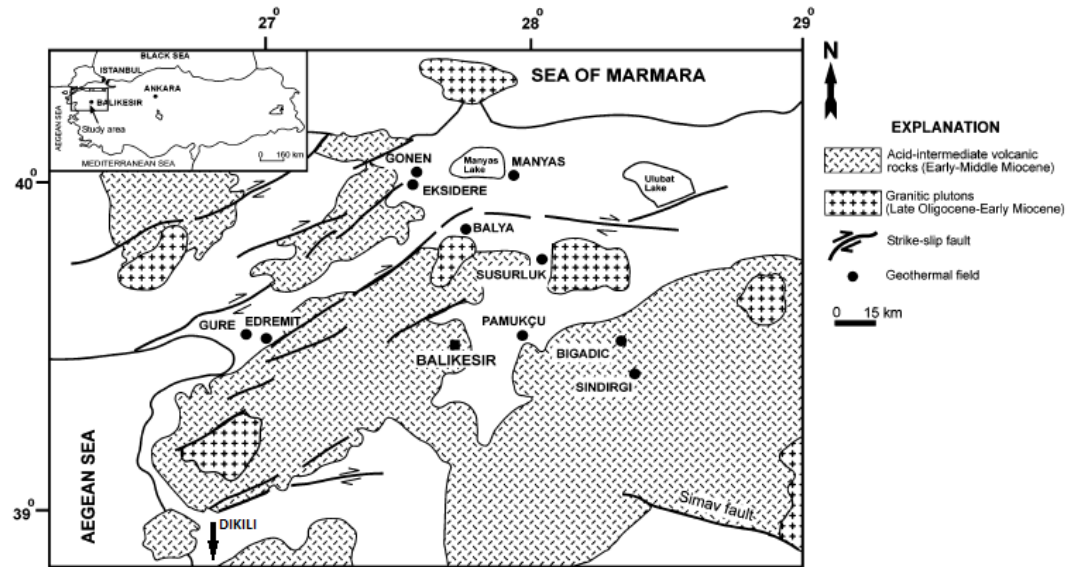 27°
28°
29°
BLACK SEA
ISTANBUL
ANKARA
BALIKESIR
Study area
AEGEAN SEA
MEDITERRANEAN SEA
0 160 km
SEA OF MARMARA
N
EXPLANATION
Acid-intermediate volcanic
rocks (Early-Middle Miocene)
Granitic plutons
(Late Oligocene-Early Miocene)
Strike-slip fault
Geothermal field
0 15 km
40°
GONEN
EKSIDERE
Manyas
Lake
MANYAS
Ulubat
Lake
BALYA
SUSURLUK
GURE
EDREMIT
PAMUKÇU
BALIKESIR
BIGADIC
SINDIRGI
AEGEAN SEA
39°
DIKILI
Simav fault